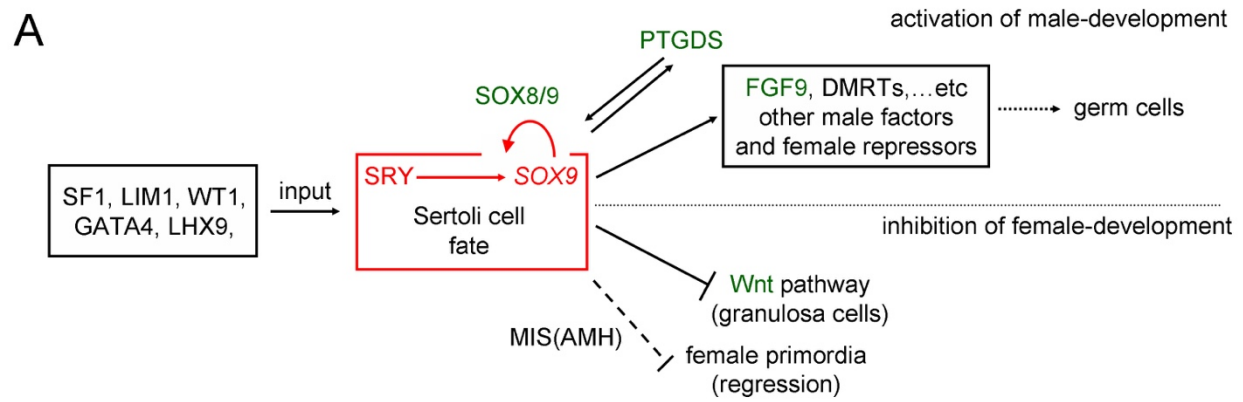 A
activation of male-development
PTGDS
SOX8/9
FGF9, DMRTs,...etc
other male factors
and female repressors
germ cells
SF1, LIM1, WT1,
GATA4, LHX9,
input
SRY
SOX9
Sertoli cell
fate
inhibition of female-development
Wnt pathway
(granulosa cells)
MIS(AMH)
female primordia
(regression)